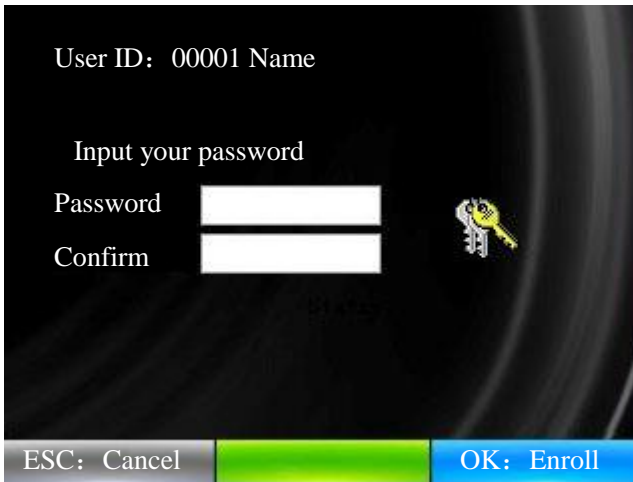 User ID：00001 Name
Input your password
Password
Confirm
ESC：Cancel
OK：Enroll